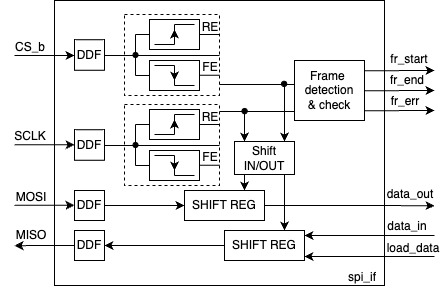 RE
fr_start
CS_b
DDF
FE
Frame
detection
& check
fr_end
fr_err
RE
SCLK
DDF
FE
Shift
IN/OUT
MOSI
DDF
SHIFT REG
data_out
MISO
DDF
SHIFT REG
data_in
load_data
spi_if